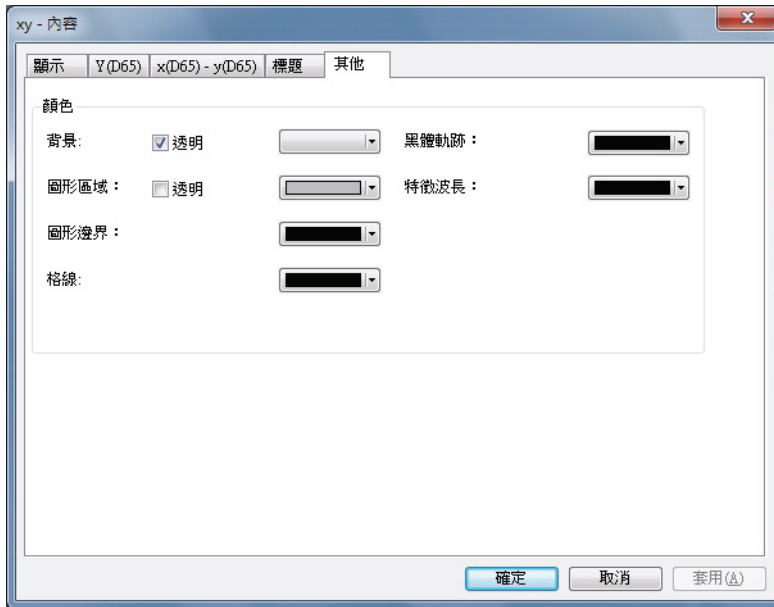 xy - 內容
顯示 Y(D65) x(D65) - y(D65) 標題 其他
顏色
背景: 透明 黑體軌跡：
圖形區域： 透明 特徵波長：
圖形邊界：
格線:
確定 取消 套用(A)